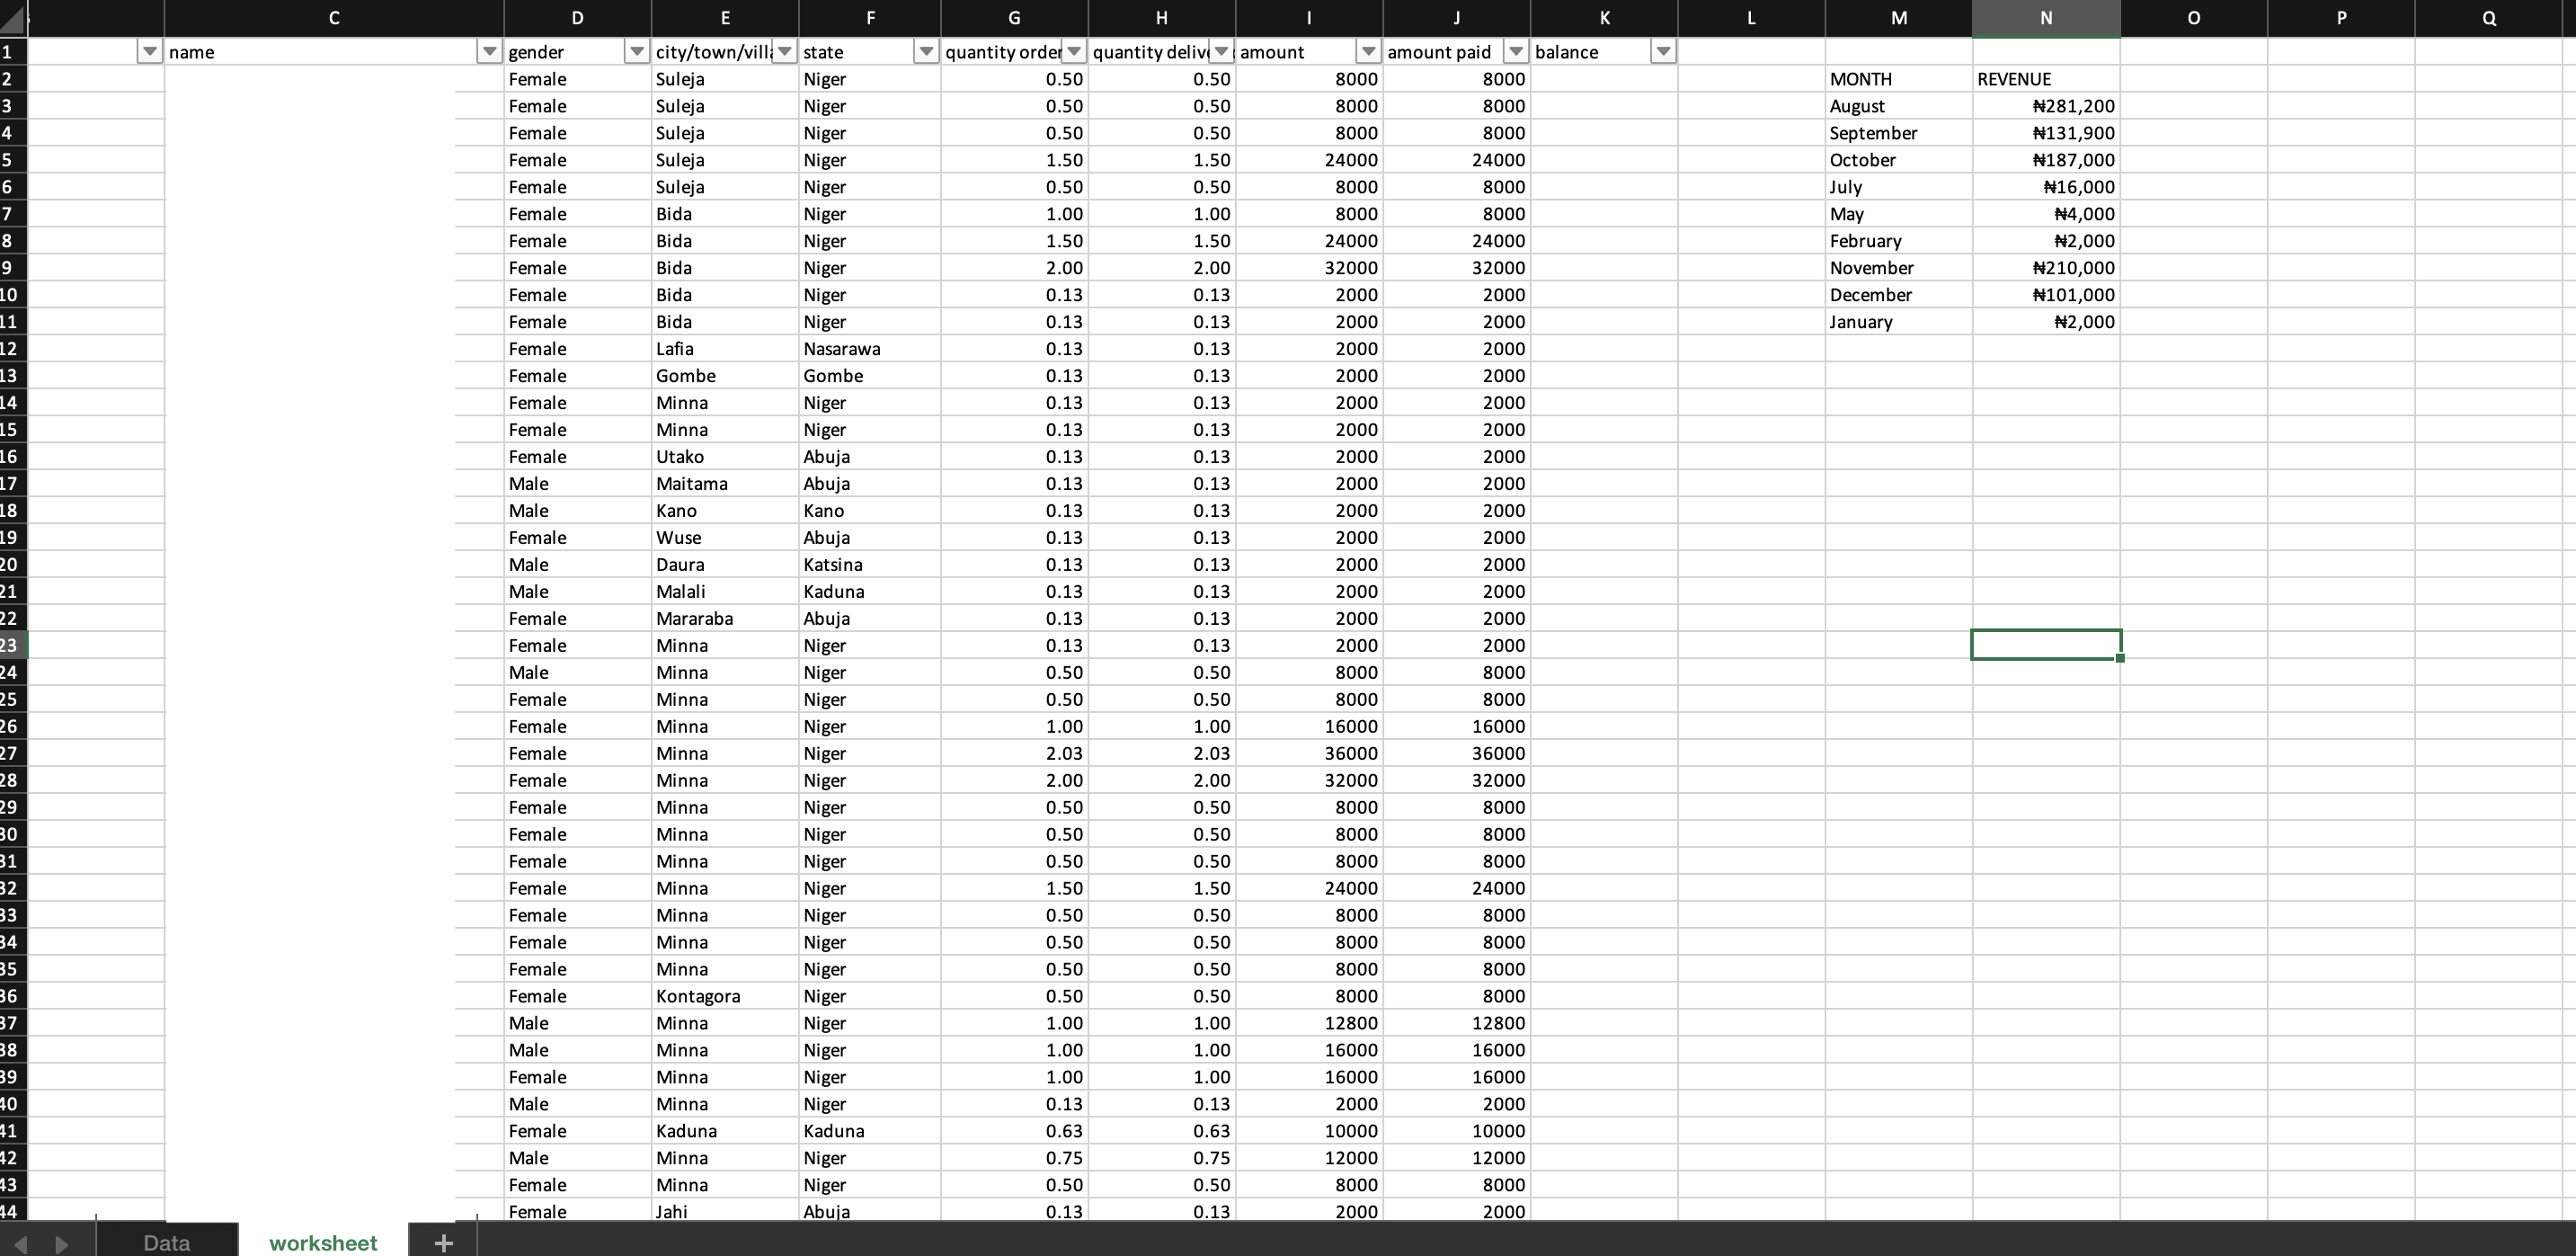 C D E F G H I J K L M N O P Q
1 name gender city/town/villa state quantity order quantity delive amount amount paid balance
2 Female Suleja Niger 0.50 0.50 8000 8000 MONTH REVENUE
3 Female Suleja Niger 0.50 0.50 8000 8000 August ₦281,200
4 Female Suleja Niger 0.50 0.50 8000 8000 September ₦131,900
5 Female Suleja Niger 1.50 1.50 24000 24000 October ₦187,000
6 Female Suleja Niger 0.50 0.50 8000 8000 July ₦16,000
7 Female Bida Niger 1.00 1.00 8000 8000 May ₦4,000
8 Female Bida Niger 1.50 1.50 24000 24000 February ₦2,000
9 Female Bida Niger 2.00 2.00 32000 32000 November ₦210,000
10 Female Bida Niger 0.13 0.13 2000 2000 December ₦101,000
11 Female Bida Niger 0.13 0.13 2000 2000 January ₦2,000
12 Female Lafia Nasarawa 0.13 0.13 2000 2000
13 Female Gombe Gombe 0.13 0.13 2000 2000
14 Female Minna Niger 0.13 0.13 2000 2000
15 Female Minna Niger 0.13 0.13 2000 2000
16 Female Utako Abuja 0.13 0.13 2000 2000
17 Male Maitama Abuja 0.13 0.13 2000 2000
18 Male Kano Kano 0.13 0.13 2000 2000
19 Female Wuse Abuja 0.13 0.13 2000 2000
20 Male Daura Katsina 0.13 0.13 2000 2000
21 Male Malali Kaduna 0.13 0.13 2000 2000
22 Female Mararaba Abuja 0.13 0.13 2000 2000
23 Female Minna Niger 0.13 0.13 2000 2000
24 Male Minna Niger 0.50 0.50 8000 8000
25 Female Minna Niger 0.50 0.50 8000 8000
26 Female Minna Niger 1.00 1.00 16000 16000
27 Female Minna Niger 2.03 2.03 36000 36000
28 Female Minna Niger 2.00 2.00 32000 32000
29 Female Minna Niger 0.50 0.50 8000 8000
30 Female Minna Niger 0.50 0.50 8000 8000
31 Female Minna Niger 0.50 0.50 8000 8000
32 Female Minna Niger 1.50 1.50 24000 24000
33 Female Minna Niger 0.50 0.50 8000 8000
34 Female Minna Niger 0.50 0.50 8000 8000
35 Female Minna Niger 0.50 0.50 8000 8000
36 Female Kontagora Niger 0.50 0.50 8000 8000
37 Male Minna Niger 1.00 1.00 12800 12800
38 Male Minna Niger 1.00 1.00 16000 16000
39 Female Minna Niger 1.00 1.00 16000 16000
40 Male Minna Niger 0.13 0.13 2000 2000
41 Female Kaduna Kaduna 0.63 0.63 10000 10000
42 Male Minna Niger 0.75 0.75 12000 12000
43 Female Minna Niger 0.50 0.50 8000 8000
44 Female Jahi Abuja 0.13 0.13 2000 2000
Data worksheet +